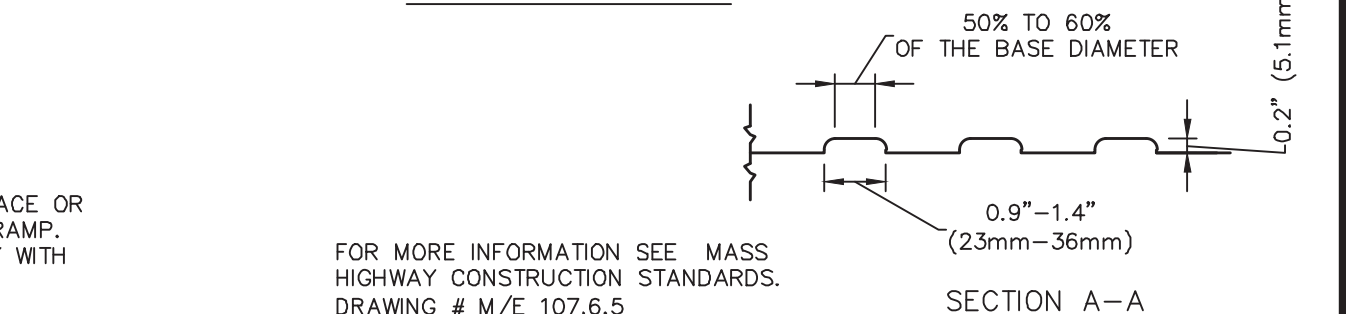 50% TO 60%
OF THE BASE DIAMETER
0.2" (5.1mm
ACE OR
RAMP.
WITH
0.9"-1.4"
(23mm-36mm)
FOR MORE INFORMATION SEE MASS
HIGHWAY CONSTRUCTION STANDARDS.
DRAWING # M/E 107.6.5
SECTION A-A